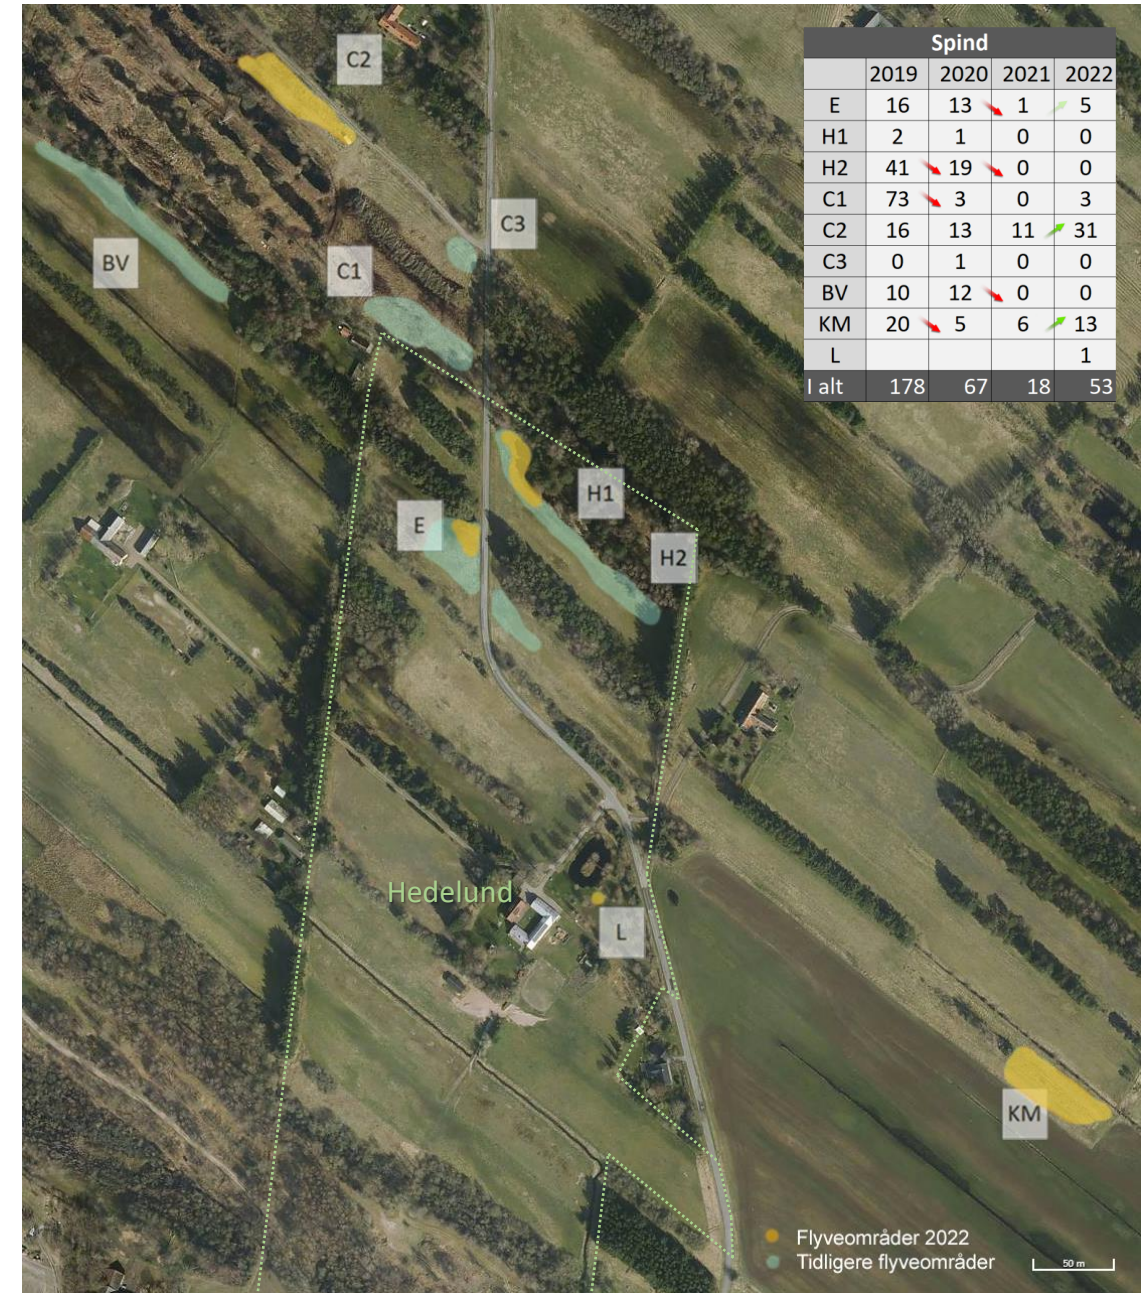 Spind
2019 2020 2021 2022
E 16 13 1 5
H1 2 1 0 0
H2 41 19 0 0
C1 73 3 0 3
C2 16 13 11 31
C3 0 1 0 0
BV 10 12 0 0
KM 20 5 6 13
L 1
I alt 178 67 18 53
C2
C3
BV
C1
H1
E
H2
Hedelund
L
KM
Flyveområder 2022
Tidligere flyveområder
50 m